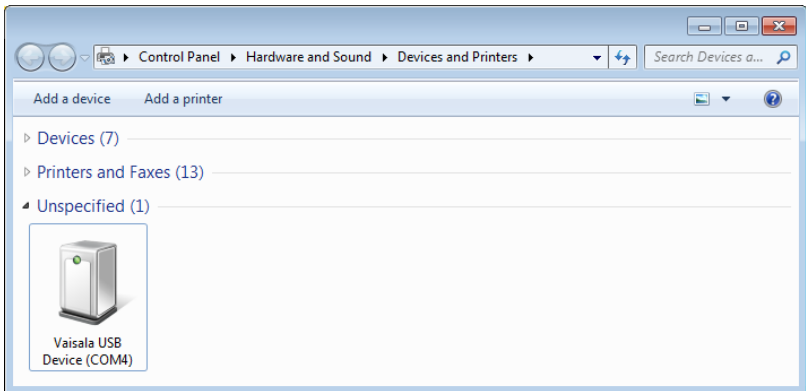 Control Panel Hardware and Sound Devices and Printers
Search Devices a...
Add a device Add a printer
Devices (7)
Printers and Faxes (13)
Unspecified (1)
Vaisala USB
Device (COM4)